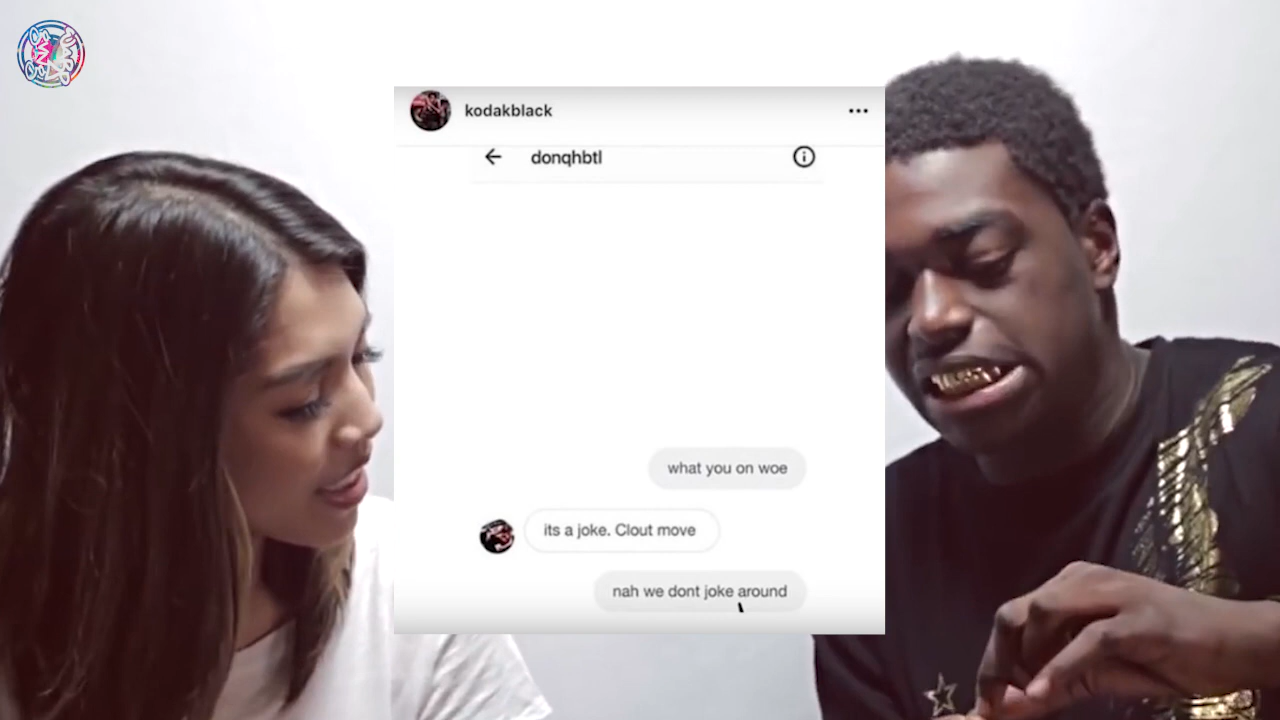 kodakblack
donqhbtl
what you on woe
its a joke. Clout move
nah we dont joke around